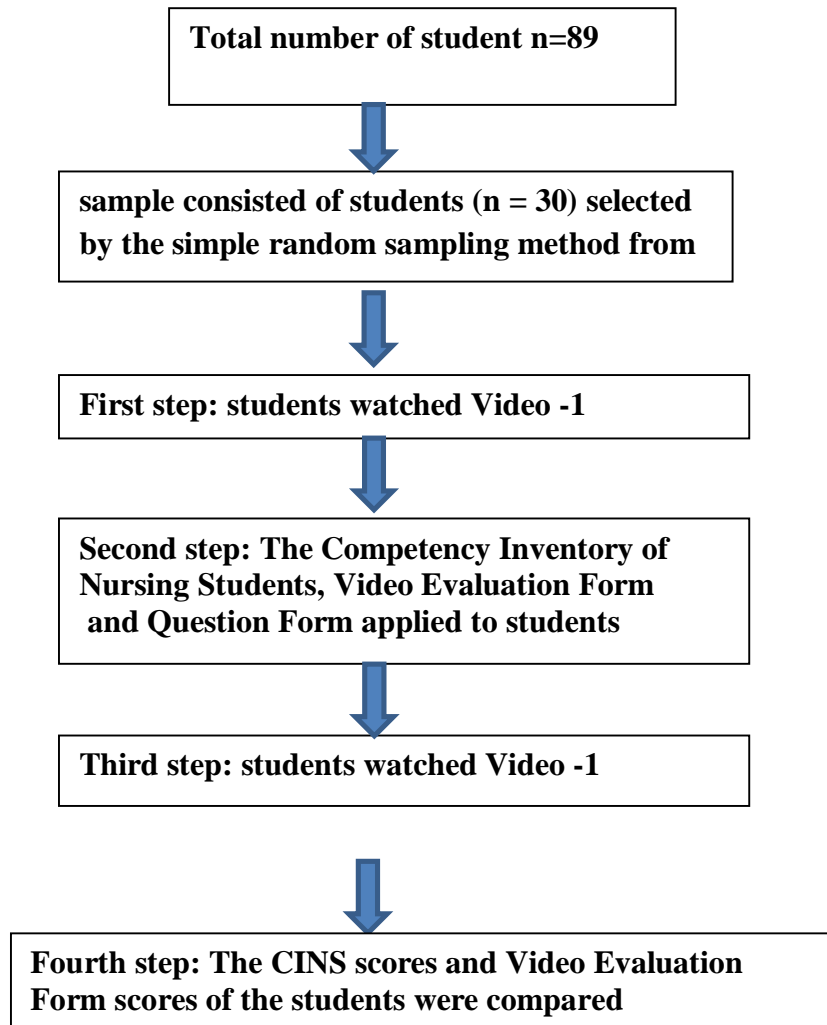 Total number of student n=89
sample consisted of students (n = 30) selected
by the simple random sampling method from
First step: students watched Video -1
Second step: The Competency Inventory of
Nursing Students, Video Evaluation Form
and Question Form applied to students
Third step: students watched Video -1
Fourth step: The CINS scores and Video Evaluation
Form scores of the students were compared